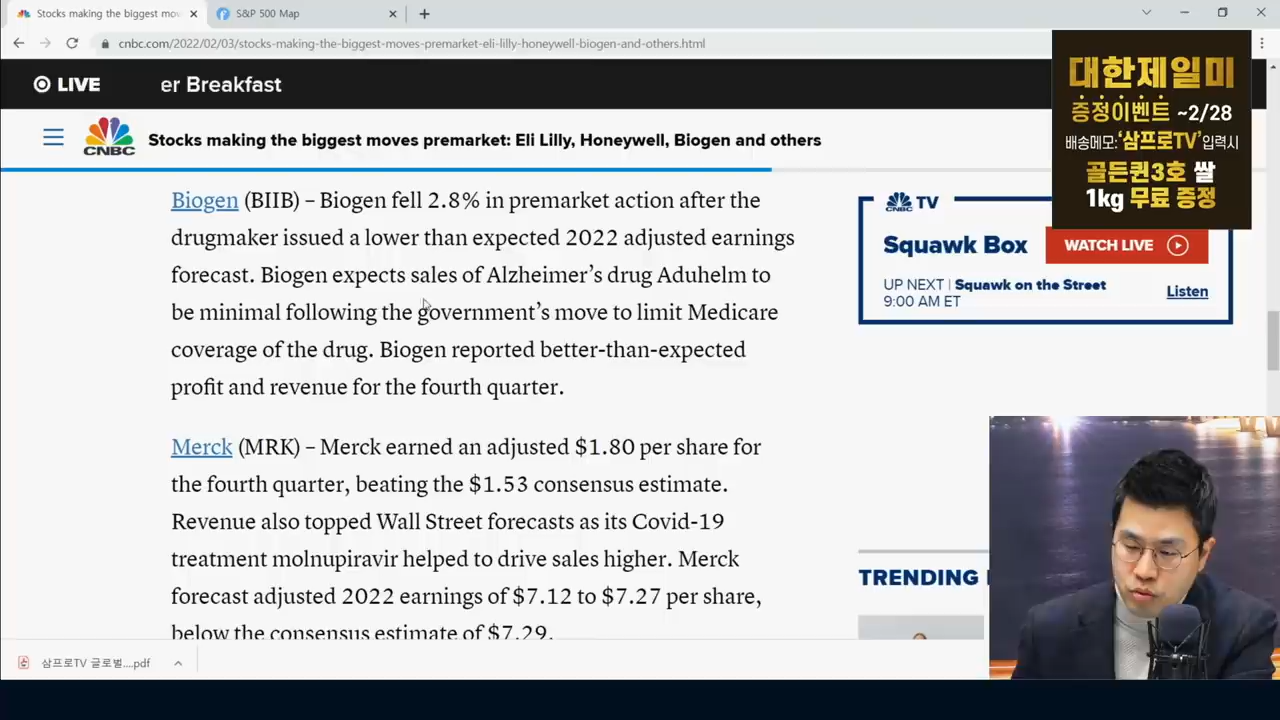 Stocks making the biggest mov
S&P 500 Map
cnbc.com/2022/02/03/stocks-making-the-biggest-moves-premarket-eli-lilly-honeywell-biogen-and-others.html
LIVE
er Breakfast
CNBC
Stocks making the biggest moves premarket: Eli Lilly, Honeywell, Biogen and others
대한제일미
증정이벤트 ~2/28
배송메모:'삼프로TV'입력시
골든퀸3호 쌀
1kg 무료 증정
Biogen (BIIB) – Biogen fell 2.8% in premarket action after the
drugmaker issued a lower than expected 2022 adjusted earnings
forecast. Biogen expects sales of Alzheimer's drug Aduhelm to
be minimal following the government's move to limit Medicare
coverage of the drug. Biogen reported better-than-expected
profit and revenue for the fourth quarter.
Merck (MRK) – Merck earned an adjusted $1.80 per share for
the fourth quarter, beating the $1.53 consensus estimate.
Revenue also topped Wall Street forecasts as its Covid-19
treatment molnupiravir helped to drive sales higher. Merck
forecast adjusted 2022 earnings of $7.12 to $7.27 per share,
below the consensus estimate of $7.29.
CNBC TV
Squawk Box
WATCH LIVE
UP NEXT | Squawk on the Street
9:00 AM ET
Listen
TRENDING
삼프로TV 글로벌....pdf